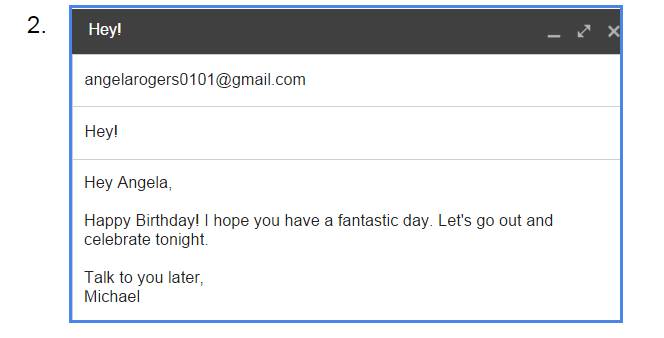 2.
Hey!
angelarogers0101@gmail.com
Hey!
Hey Angela,
Happy Birthday! I hope you have a fantastic day. Let's go out and
celebrate tonight.
Talk to you later,
Michael